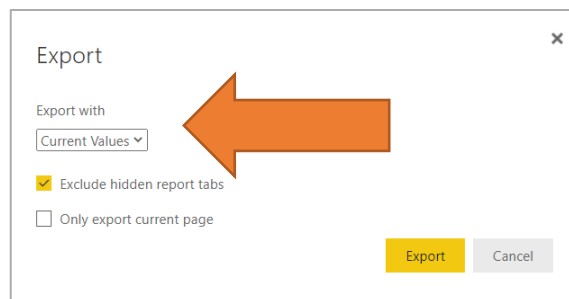 Export
Export with
Current Values
Exclude hidden report tabs
Only export current page
Export
Cancel